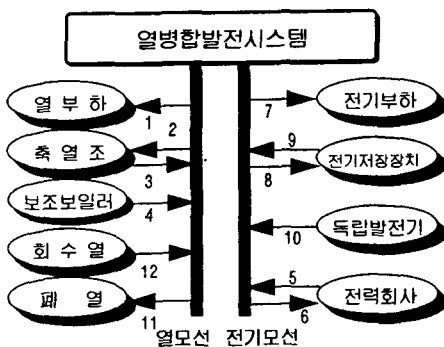 열병합발전시스템
열 부 하
1
2
7
전기부하
축 열 조
3
9
8
전기저장장치
보조보일러
4
10
독립발전기
회 수 열
12
5
전력회사
6
폐 열
11
열모선 전기모선